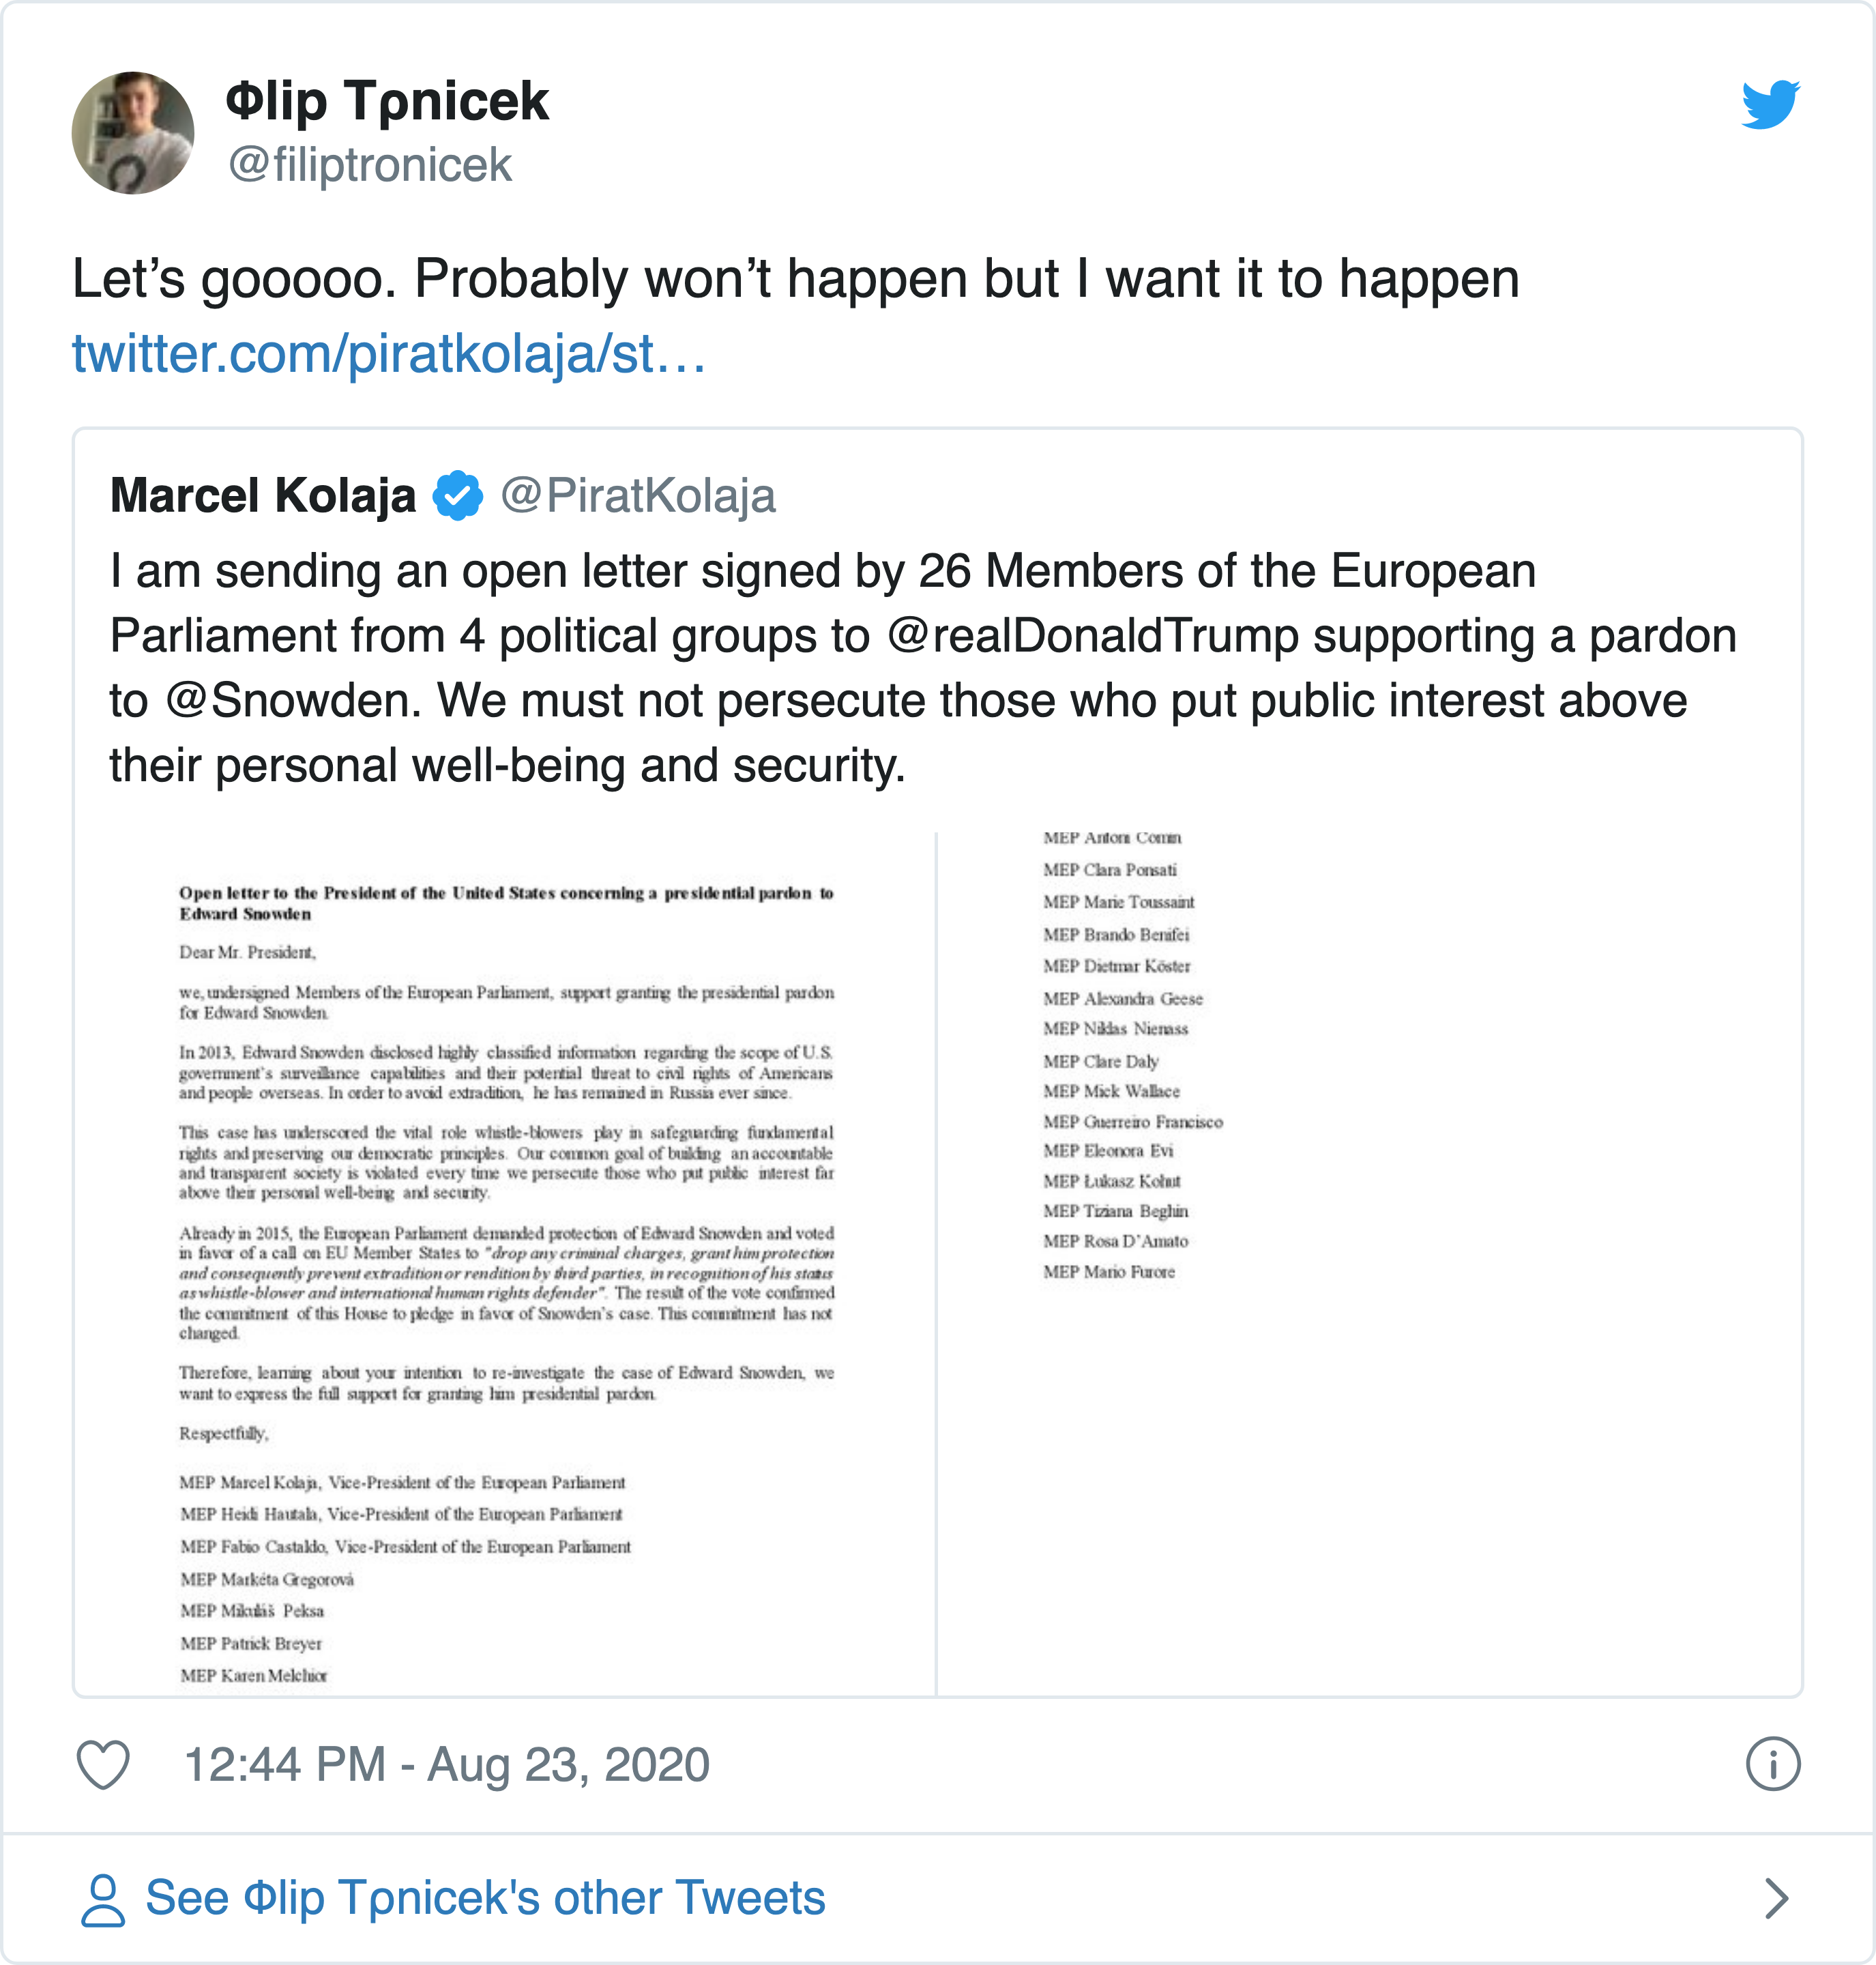 Φlip Tρnicek
@filiptronicek
Let’s gooooo. Probably won’t happen but I want it to happen
twitter.com/piratkolaja/st…
Marcel Kolaja @PiratKolaja
I am sending an open letter signed by 26 Members of the European
Parliament from 4 political groups to @realDonaldTrump supporting a pardon
to @Snowden. We must not persecute those who put public interest above
their personal well-being and security.
Open letter to the President of the United States concerning a presidential pardon to
Edward Snowden
Dear Mr. President,
we, undersigned Members of the European Parliament, support granting the presidential pardon
for Edward Snowden.
In 2013, Edward Snowden disclosed highly classified information regarding the scope of U.S.
government's surveillance capabilities and their potential threat to civil rights of Americans
and people overseas. In order to avoid extradition, he has remained in Russia ever since.
This case has underscored the vital role whistle-blowers play in safeguarding fundamental
rights and preserving our democratic principles. Our common goal of building an accountable
and transparent society is violated every time we persecute those who put public interest far
above their personal well-being and security.
Already in 2015, the European Parliament demanded protection of Edward Snowden and voted
in favor of a call on EU Member States to "drop any criminal charges, grant him protection
and consequently prevent extradition or rendition by third parties, in recognition of his status
as whistle-blower and international human rights defender". The result of the vote confirmed
the commitment of this House to pledge in favor of Snowden's case. This commitment has not
changed.
Therefore, learning about your intention to re-investigate the case of Edward Snowden, we
want to express the full support for granting him presidential pardon.
Respectfully,
MEP Marcel Kolaja, Vice-President of the European Parliament
MEP Heidi Hautala, Vice-President of the European Parliament
MEP Fabio Castaldo, Vice-President of the European Parliament
MEP Markéta Gregorová
MEP Mikuláš Peksa
MEP Patrick Breyer
MEP Karen Melchior
MEP Antoni Comin
MEP Clara Ponsati
MEP Marie Toussaint
MEP Brando Benifei
MEP Dietmar Köster
MEP Alexandra Geese
MEP Niklas Nienass
MEP Clare Daly
MEP Mick Wallace
MEP Guerreiro Francisco
MEP Eleonora Evi
MEP Łukasz Kohut
MEP Tiziana Beghin
MEP Rosa D'Amato
MEP Mario Furore
12:44 PM - Aug 23, 2020
See Φlip Tρnicek's other Tweets